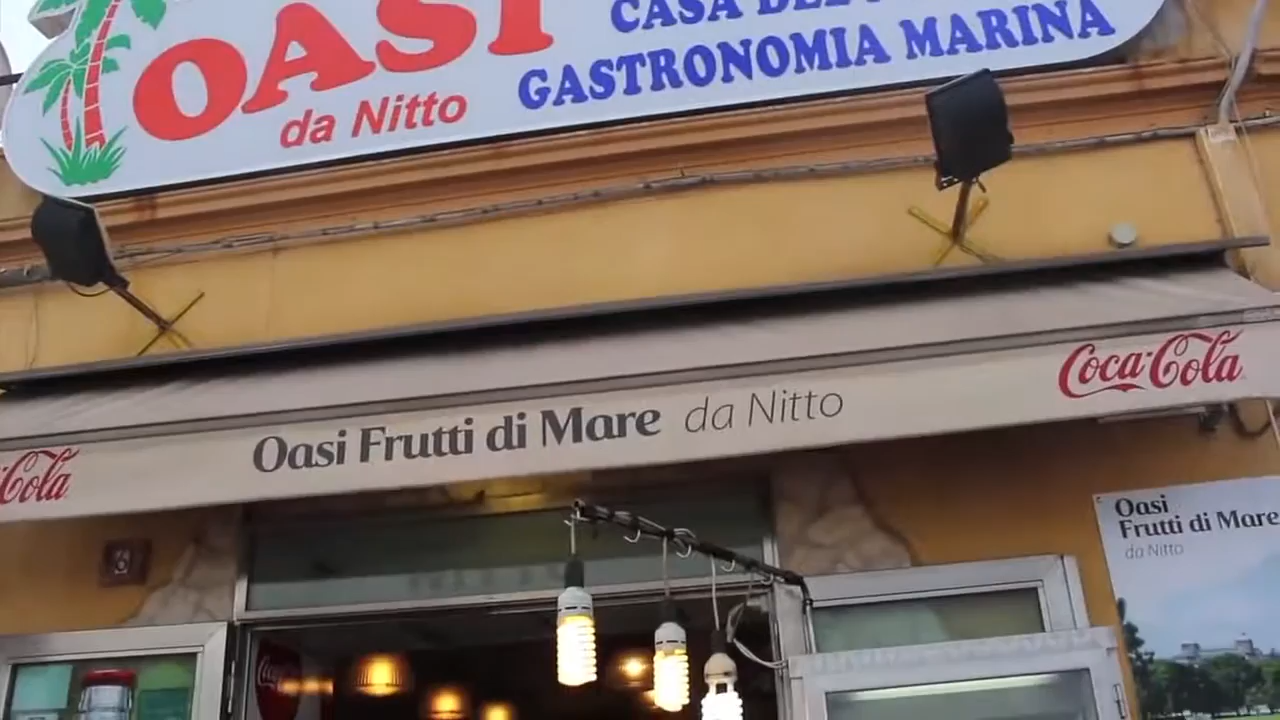 OASI
da Nitto
CASA
GASTRONOMIA MARINA
Coca-Cola
Oasi Frutti di Mare da Nitto
Cola
Oasi
Frutti di Mare
da Nitto